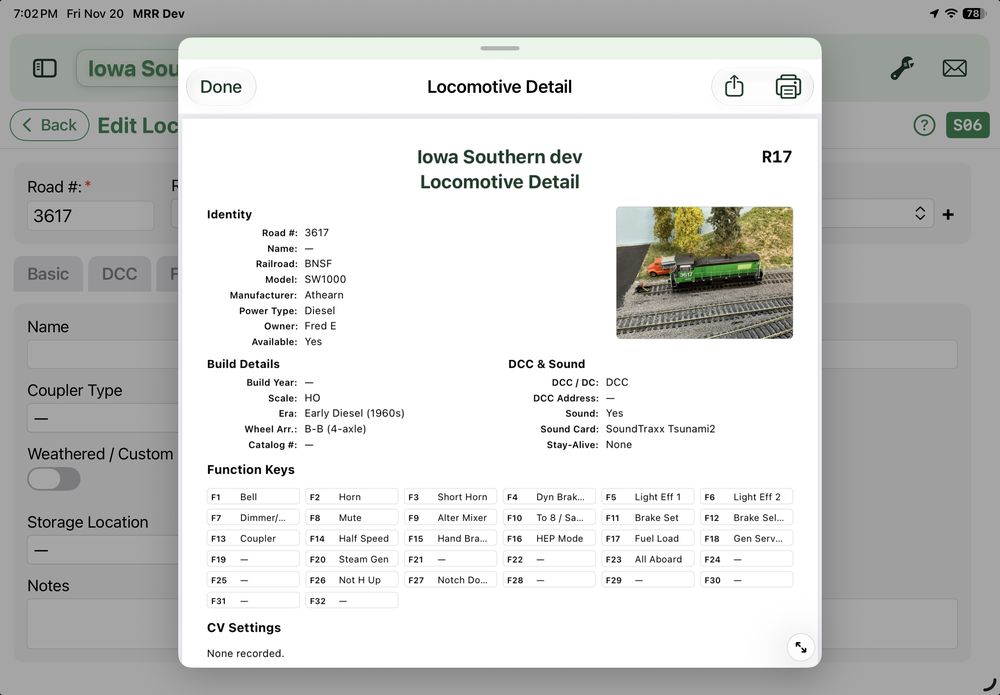 7:02 PM Fri Nov 20 MRR Dev 78
Iowa Sou
Back Edit Loc S06
Road #:*
3617
Basic DCC F
Name
Coupler Type
—
Weathered / Custom
Storage Location
—
Notes
Done Locomotive Detail
Iowa Southern dev R17
Locomotive Detail
Identity
Road #: 3617
Name: —
Railroad: BNSF
Model: SW1000
Manufacturer: Athearn
Power Type: Diesel
Owner: Fred E
Available: Yes
3617
Build Details
Build Year: —
Scale: HO
Era: Early Diesel (1960s)
Wheel Arr.: B-B (4-axle)
Catalog #: —
DCC & Sound
DCC / DC: DCC
DCC Address: —
Sound: Yes
Sound Card: SoundTraxx Tsunami2
Stay-Alive: None
Function Keys
F1 Bell F2 Horn F3 Short Horn F4 Dyn Brak... F5 Light Eff 1 F6 Light Eff 2
F7 Dimmer/... F8 Mute F9 Alter Mixer F10 To 8 / Sa... F11 Brake Set F12 Brake Sel...
F13 Coupler F14 Half Speed F15 Hand Bra... F16 HEP Mode F17 Fuel Load F18 Gen Serv...
F19 — F20 Steam Gen F21 — F22 — F23 All Aboard F24 —
F25 — F26 Not H Up F27 Notch Do... F28 — F29 — F30 —
F31 — F32 —
CV Settings
None recorded.